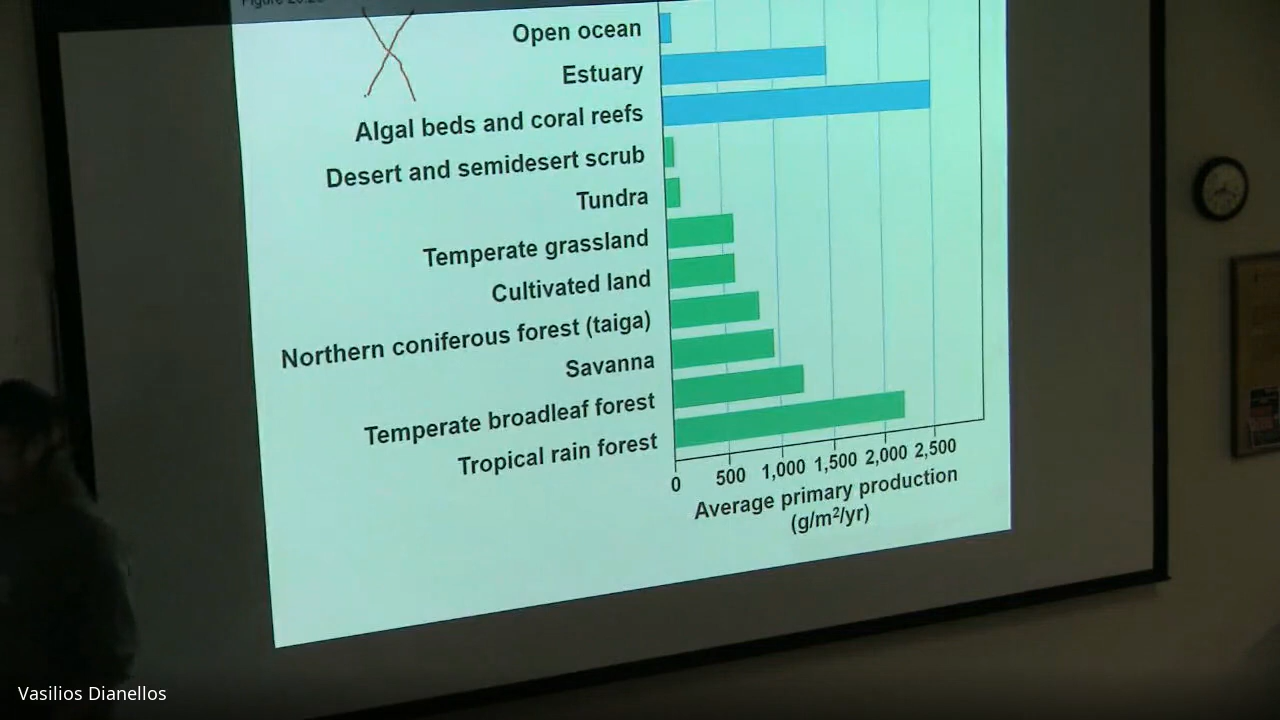 Open ocean
Estuary
Algal beds and coral reefs
Desert and semidesert scrub
Tundra
Temperate grassland
Cultivated land
Northern coniferous forest (taiga)
Savanna
Temperate broadleaf forest
Tropical rain forest
0 500 1,000 1,500 2,000 2,500
Average primary production
(g/m²/yr)
Vasilios Dianellos